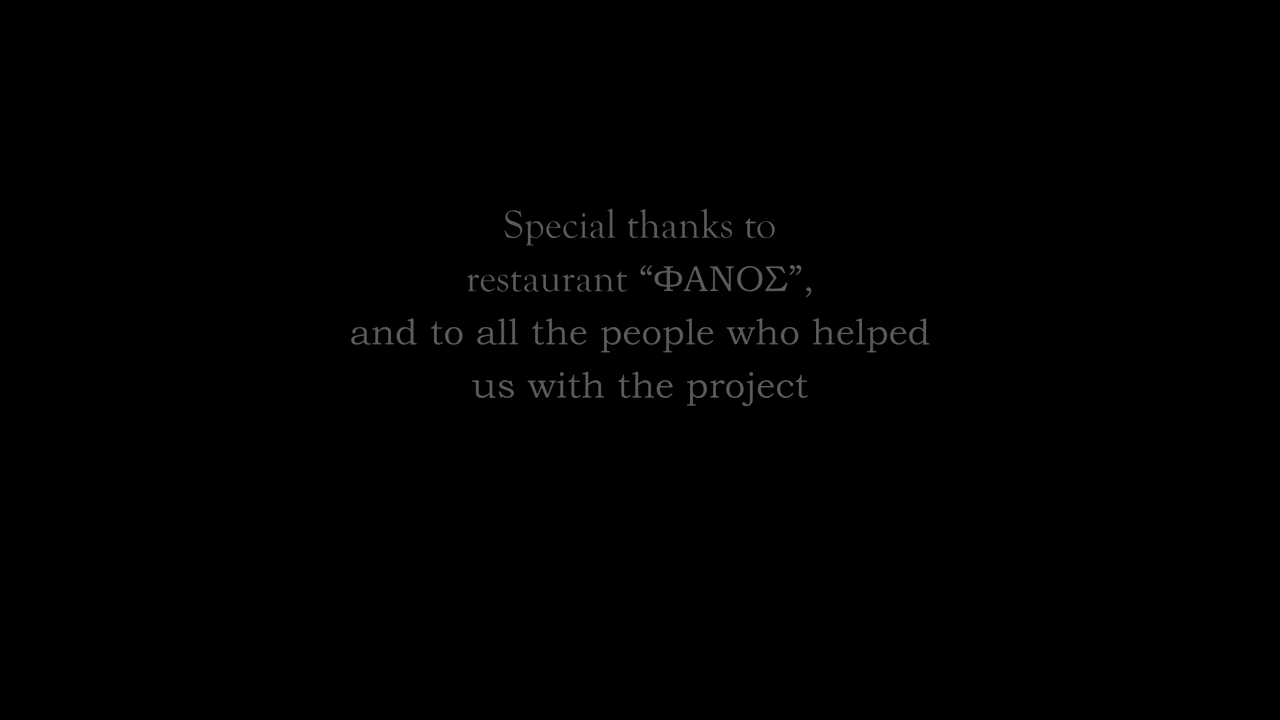 Special thanks to
restaurant “ΦΑΝΟΣ”,
and to all the people who helped
us with the project